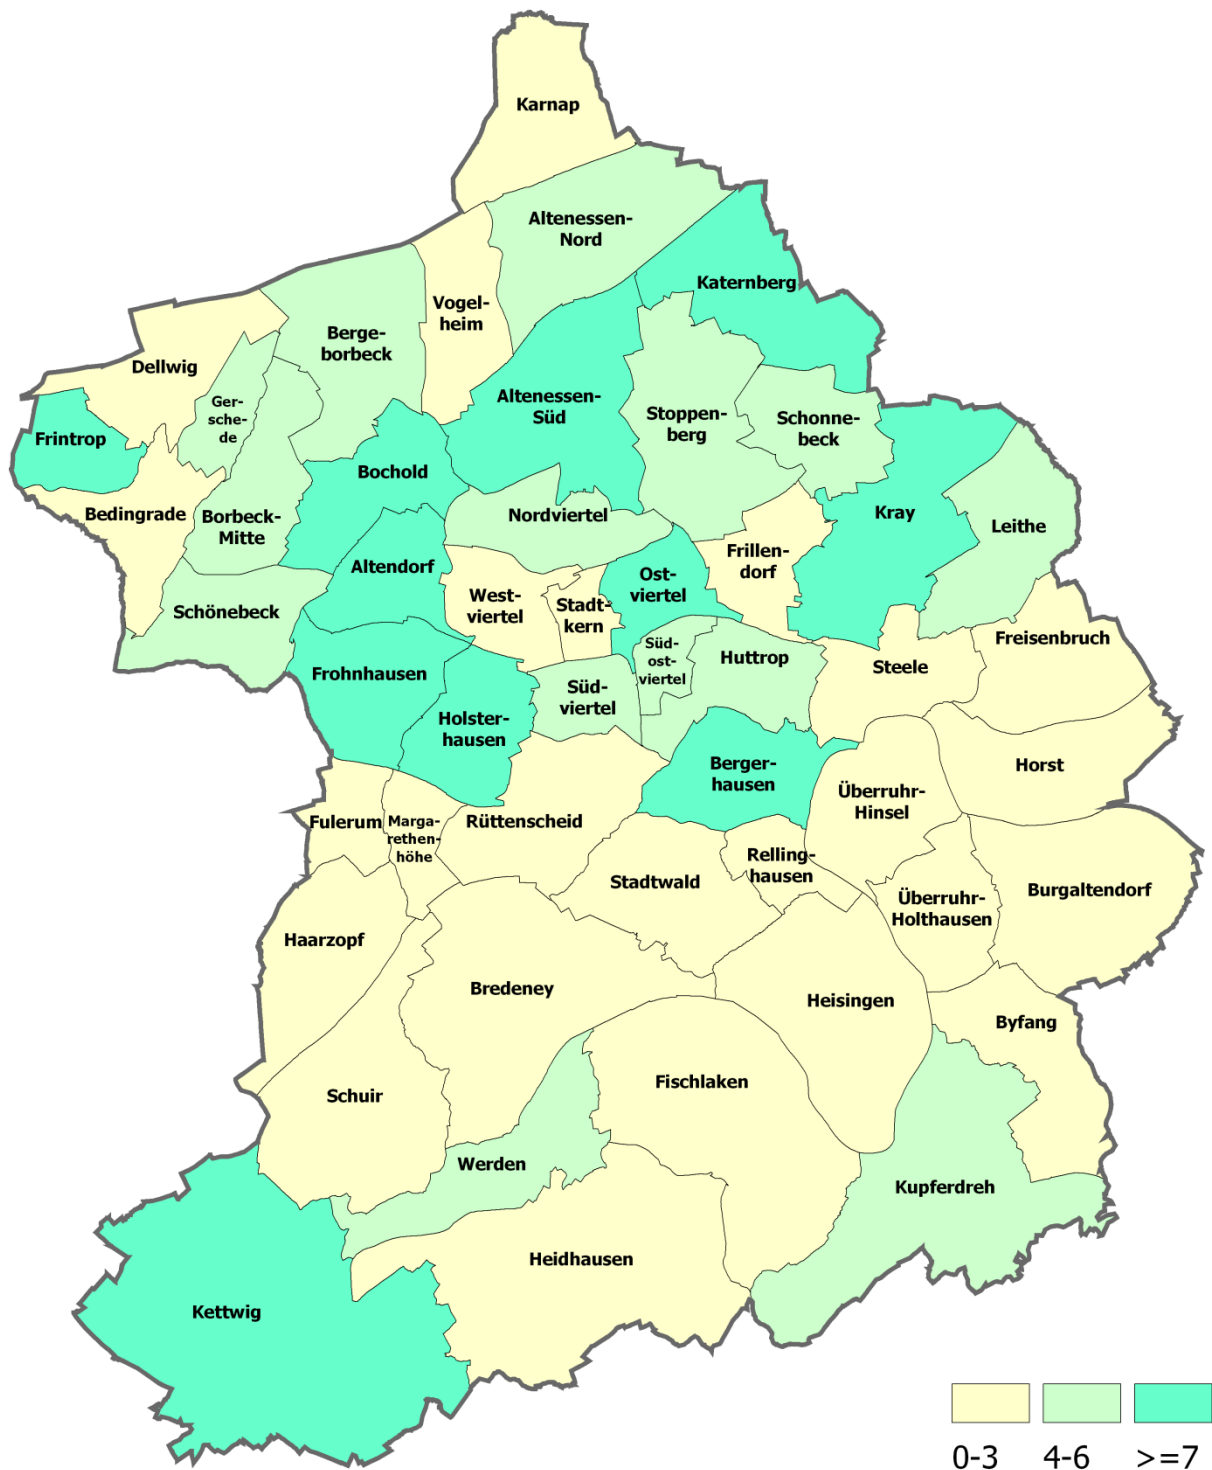 Karnap
Altenessen-
Nord
Katernberg
Vogel-
heim
Berge-
borbeck
Dellwig
Ger-
sche-
de
Altenessen-
Süd
Stoppen-
berg
Schonne-
beck
Frintrop
Bochold
Bedingrade
Borbeck-
Mitte
Nordviertel
Kray
Leithe
Frillen-
dorf
Altendorf
Ost-
viertel
West-
viertel
Stadt-
kern
Schönebeck
Freisenbruch
Süd-
ost-
viertel
Huttrop
Steele
Frohnhausen
Süd-
viertel
Holster-
hausen
Berger-
hausen
Horst
Überruhr-
Hinsel
Fulerum
Marga-
rethen-
höhe
Rüttenscheid
Relling-
hausen
Stadtwald
Überruhr-
Holthausen
Burgaltendorf
Haarzopf
Bredeney
Heisingen
Byfang
Fischlaken
Schuir
Werden
Kupferdreh
Heidhausen
Kettwig
0-3 4-6 >=7